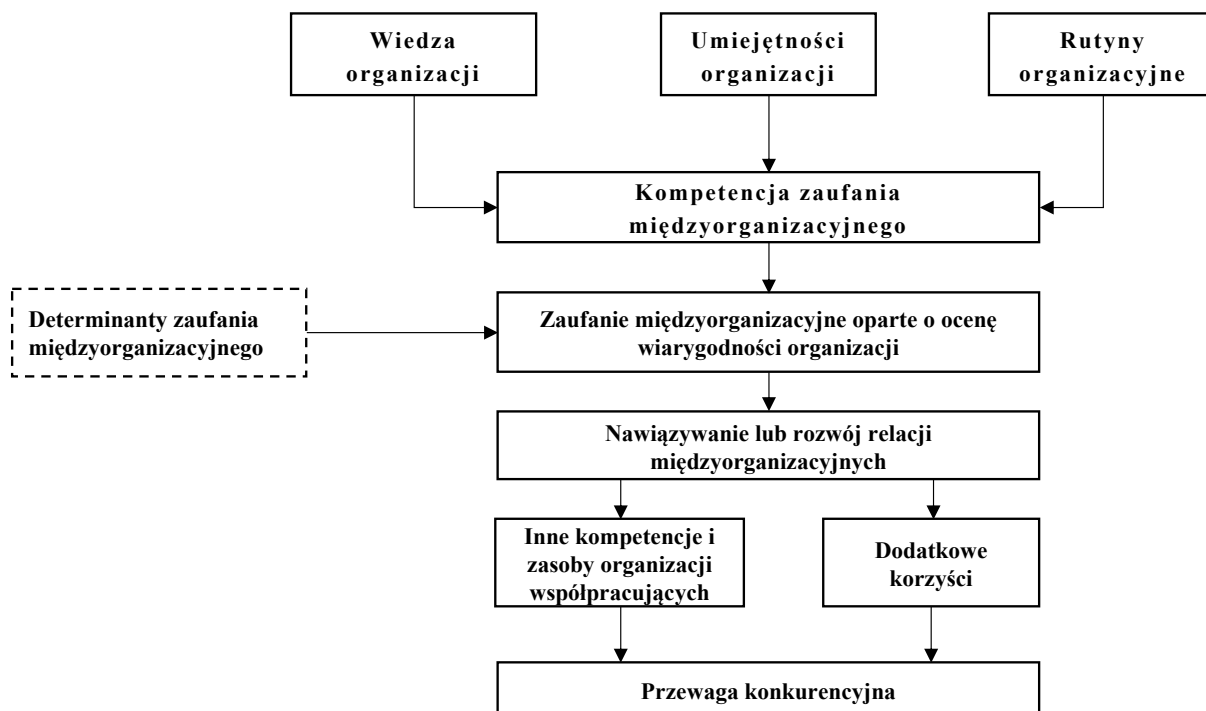 Wiedza
organizacji
Umiejętności
organizacji
Rutyny
organizacyjne
Kompetencja zaufania
międzyorganizacyjnego
Determinanty zaufania
międzyorganizacyjnego
Zaufanie międzyorganizacyjne oparte o ocenę
wiarygodności organizacji
Nawiązywanie lub rozwój relacji
międzyorganizacyjnych
Inne kompetencje i
zasoby organizacji
współpracujących
Dodatkowe
korzyści
Przewaga konkurencyjna